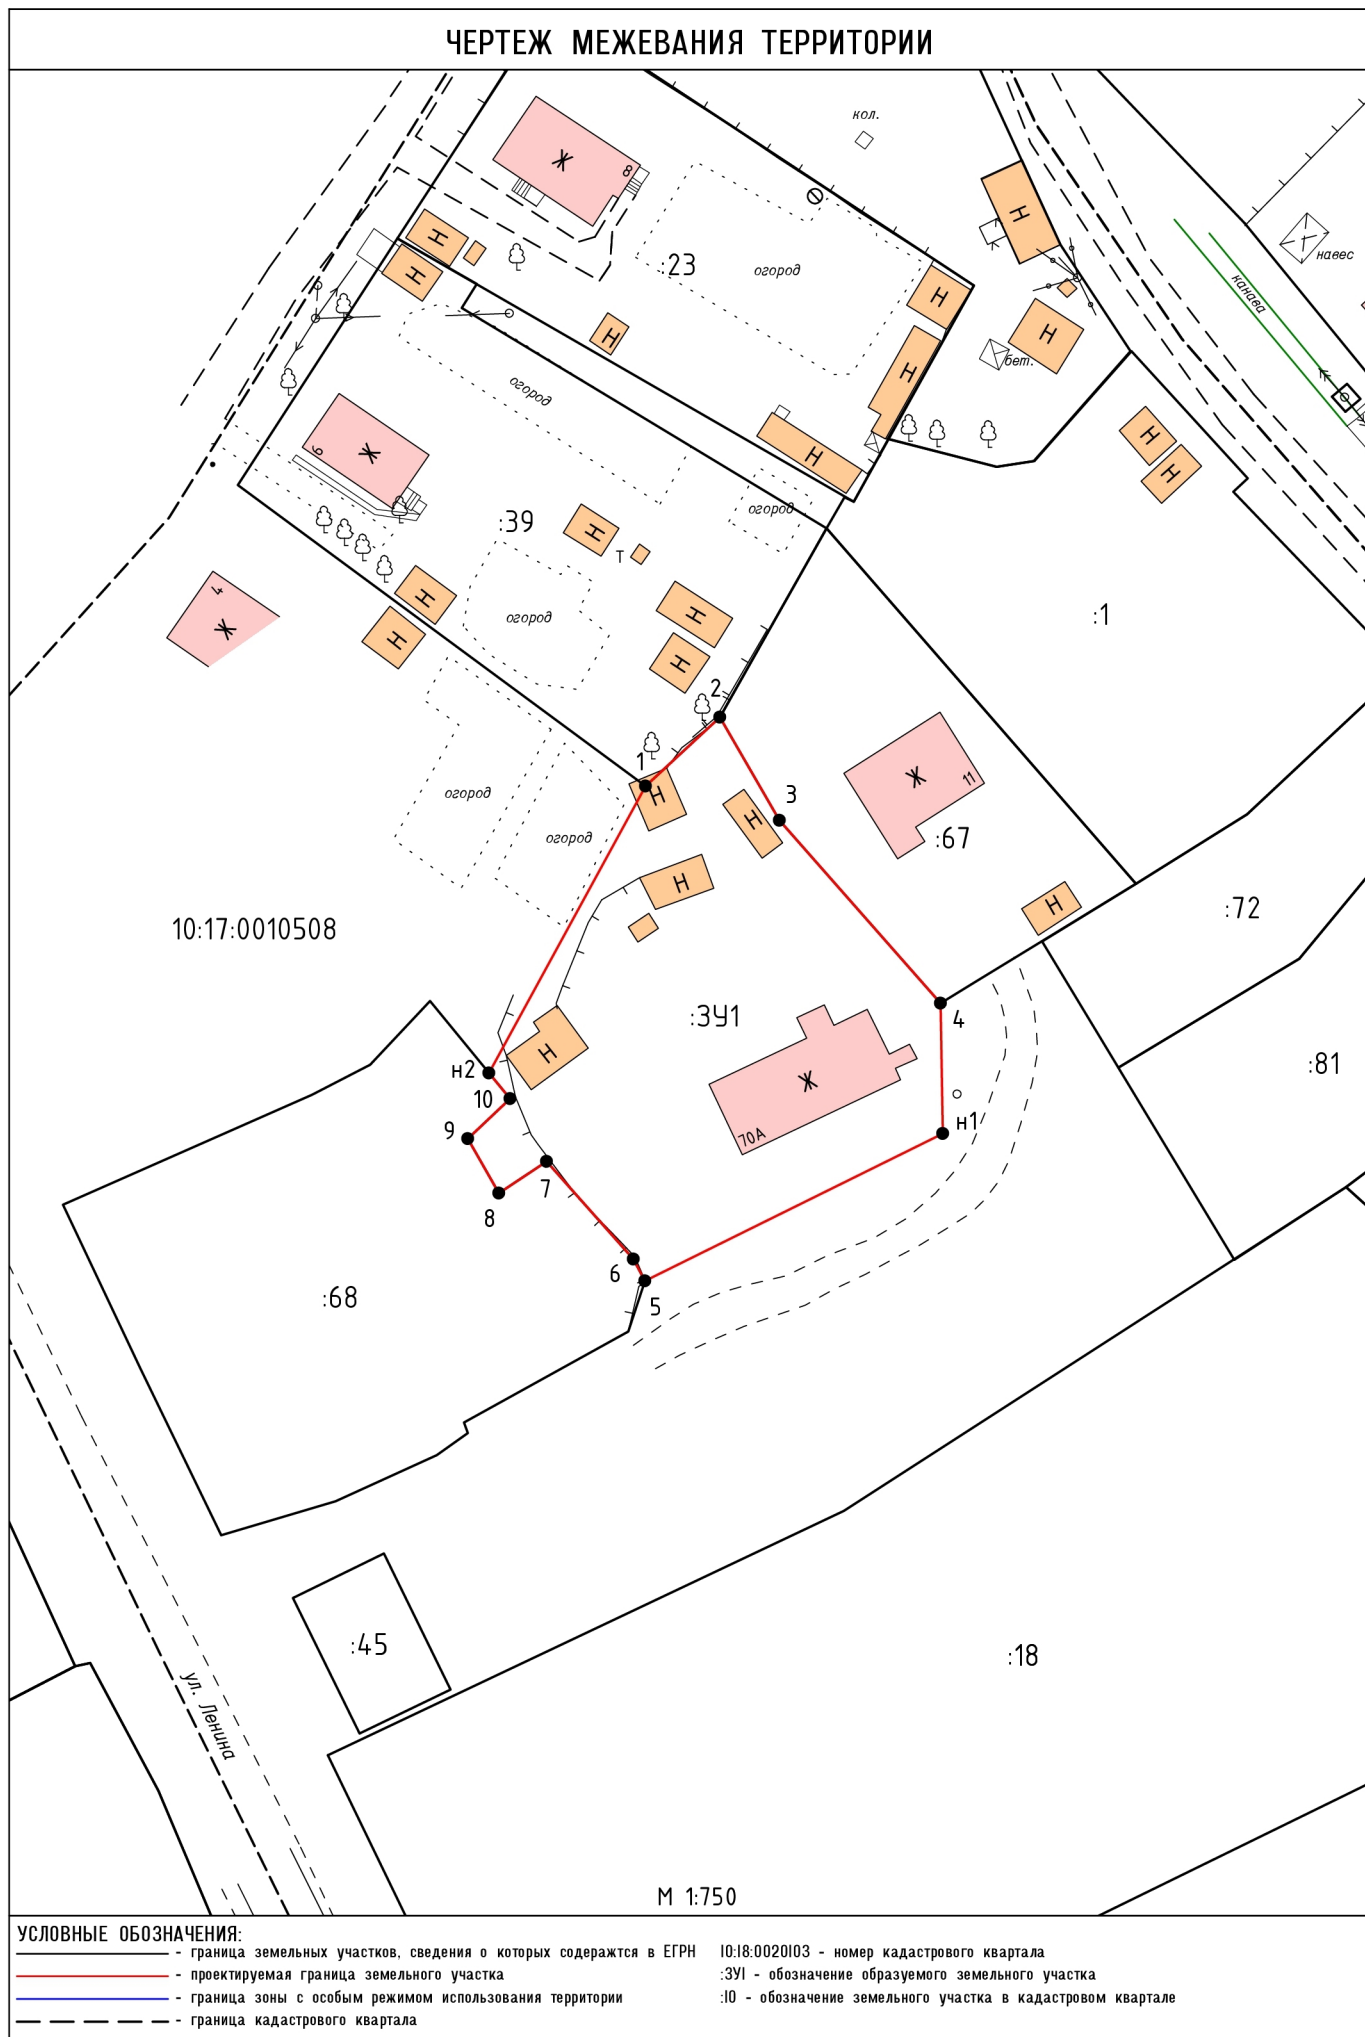 ЧЕРТЕЖ МЕЖЕВАНИЯ ТЕРРИТОРИИ
кол.
Ж
8
Н
Н
Н
навес
:23
огород
Н
канава
Н
Н
Н
бет.
Н
огород
Ж
6
Н
Н
Н
огород
:39
Н
Т
4
Ж
Н
Н
огород
Н
:1
Н
2
1
Н
3
Н
Ж
11
огород
огород
:67
Н
Н
:72
10:17:0010508
:ЗУ1
4
Н
:81
н2
Ж
10
н1
9
70А
7
8
6
5
:68
:45
:18
ул. Ленина
М 1:750
УСЛОВНЫЕ ОБОЗНАЧЕНИЯ:
- граница земельных участков, сведения о которых содеражтся в ЕГРН
- проектируемая граница земельного участка
- граница зоны с особым режимом использования территории
- граница кадастрового квартала
10:18:0020103 - номер кадастрового квартала
:ЗУ1 - обозначение образуемого земельного участка
:10 - обозначение земельного участка в кадастровом квартале